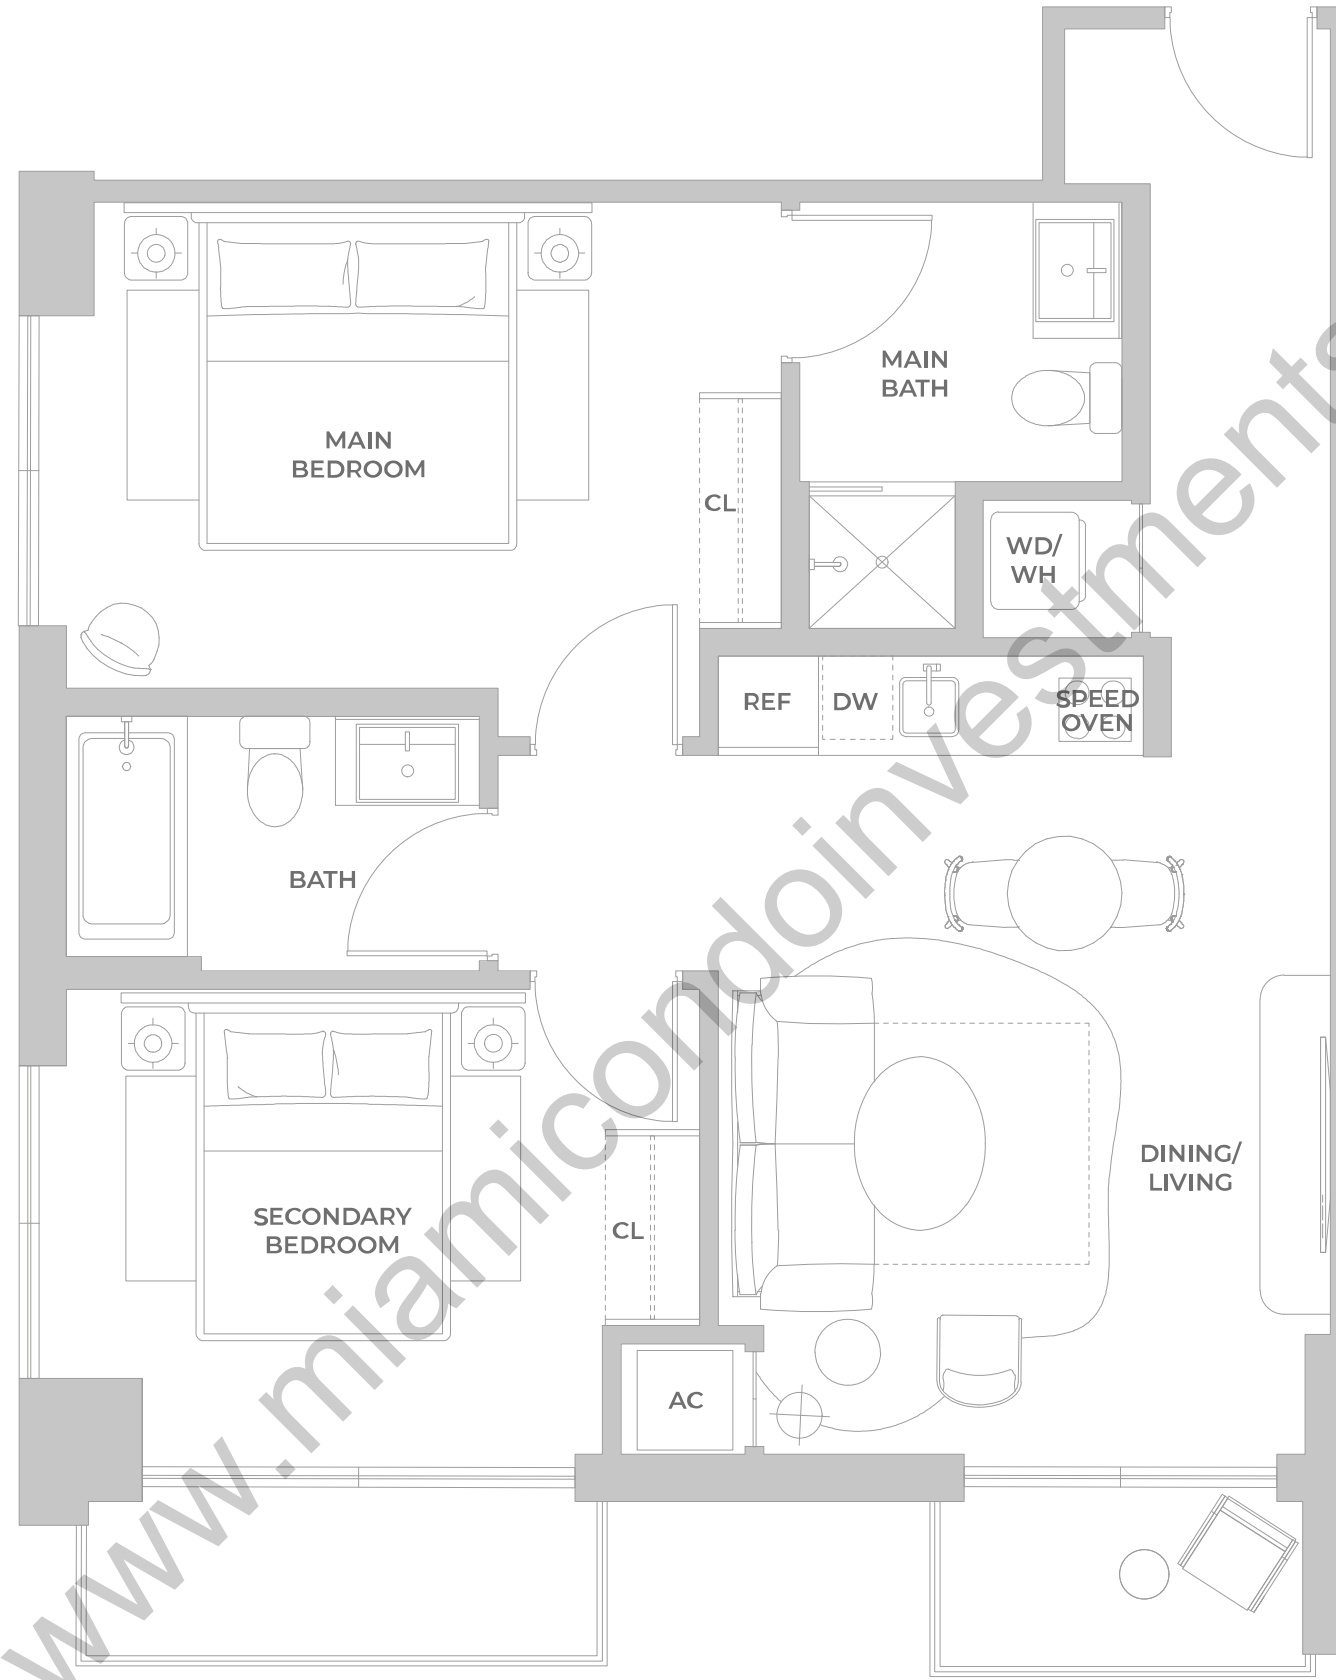 MAIN
BATH
MAIN
BEDROOM
CL
WD/
WH
REF
DW
SPEED
OVEN
BATH
DINING/
LIVING
SECONDARY
BEDROOM
CL
AC
www.miamicondoinvestments